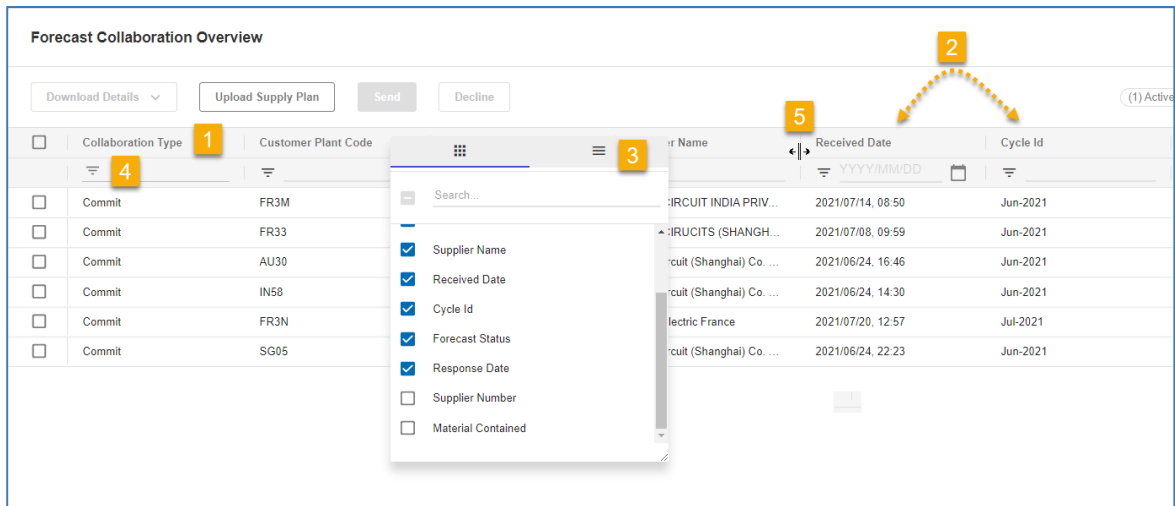 Forecast Collaboration Overview
2
Download Details
Upload Supply Plan
Send
Decline
(1) Active
5
Collaboration Type
1
Customer Plant Code
3
er Name
Received Date
Cycle Id
4
YYYY/MM/DD
Search...
Commit FR3M CIRCUIT INDIA PRIV... 2021/07/14, 08:50 Jun-2021
Commit FR33 CIRUCITS (SHANGH... 2021/07/08, 09:59 Jun-2021
Supplier Name
Commit AU30 rcuit (Shanghai) Co. ... 2021/06/24, 16:46 Jun-2021
Received Date
Commit IN58 rcuit (Shanghai) Co. ... 2021/06/24, 14:30 Jun-2021
Cycle Id
Commit FR3N lectric France 2021/07/20, 12:57 Jul-2021
Forecast Status
Commit SG05 rcuit (Shanghai) Co. ... 2021/06/24, 22:23 Jun-2021
Response Date
Supplier Number
Material Contained